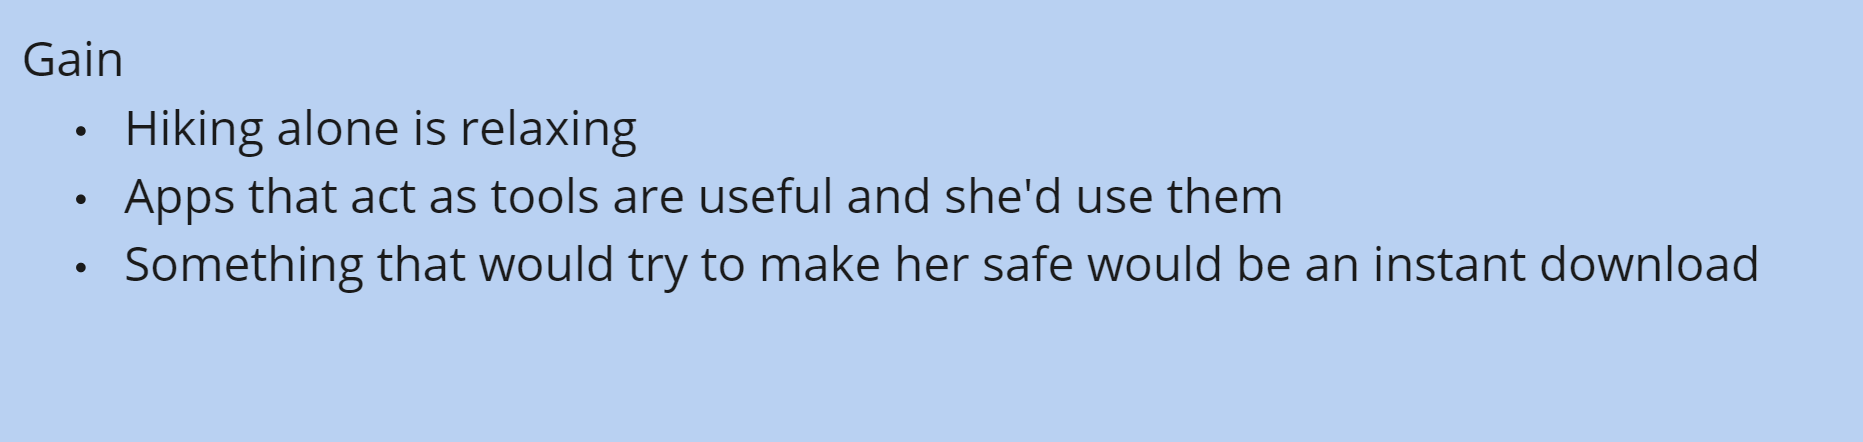 Gain
• Hiking alone is relaxing
• Apps that act as tools are useful and she'd use them
• Something that would try to make her safe would be an instant download